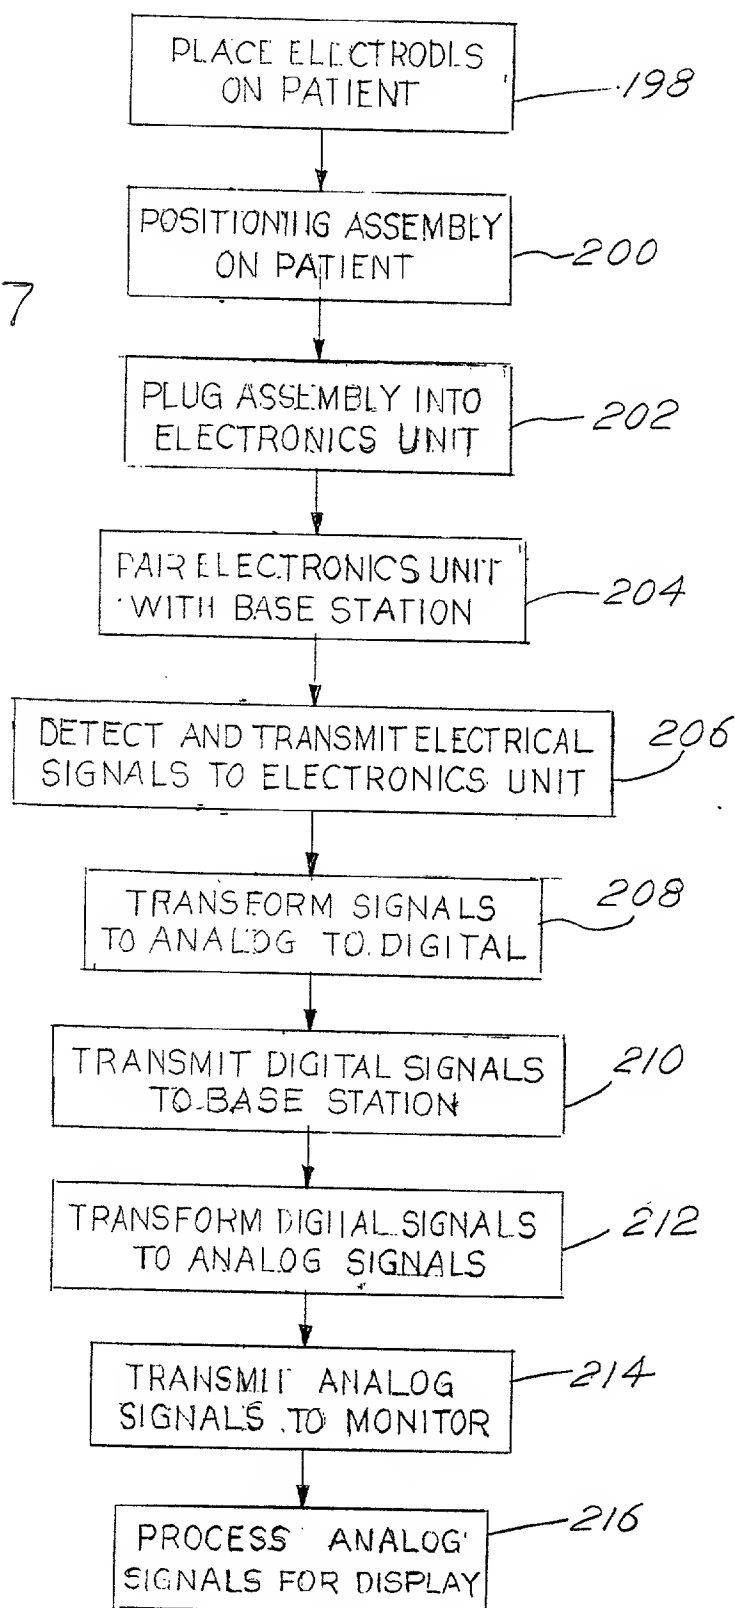 PLACE ELECTRODES
ON PATIENT
198
POSITIONING ASSEMBLY
ON PATIENT
200
7
PLUG ASSEMBLY INTO
ELECTRONICS UNIT
202
PAIR ELECTRONICS UNIT
WITH BASE STATION
204
DETECT AND TRANSMIT ELECTRICAL
SIGNALS TO ELECTRONICS UNIT
206
TRANSFORM SIGNALS
TO ANALOG TO DIGITAL
208
TRANSMIT DIGITAL SIGNALS
TO BASE STATION
210
TRANSFORM DIGITAL SIGNALS
TO ANALOG SIGNALS
212
TRANSMIT ANALOG
SIGNALS TO MONITOR
214
PROCESS ANALOG
SIGNALS FOR DISPLAY
216